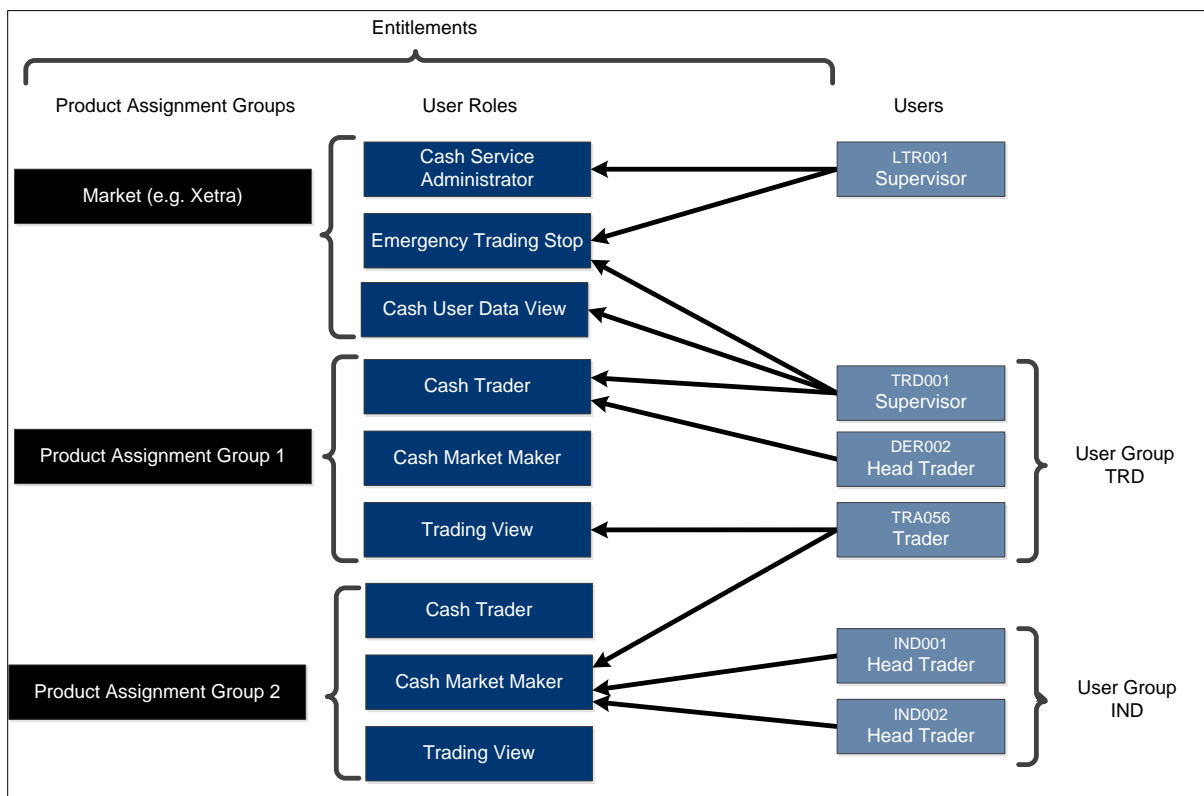 Entitlements
Product Assignment Groups
User Roles
Users
Market (e.g. Xetra)
Cash Service
Administrator
Emergency Trading Stop
Cash User Data View
LTR001
Supervisor
Product Assignment Group 1
Cash Trader
Cash Market Maker
Trading View
TRD001
Supervisor
DER002
Head Trader
TRA056
Trader
User Group
TRD
Product Assignment Group 2
Cash Trader
Cash Market Maker
Trading View
IND001
Head Trader
IND002
Head Trader
User Group
IND